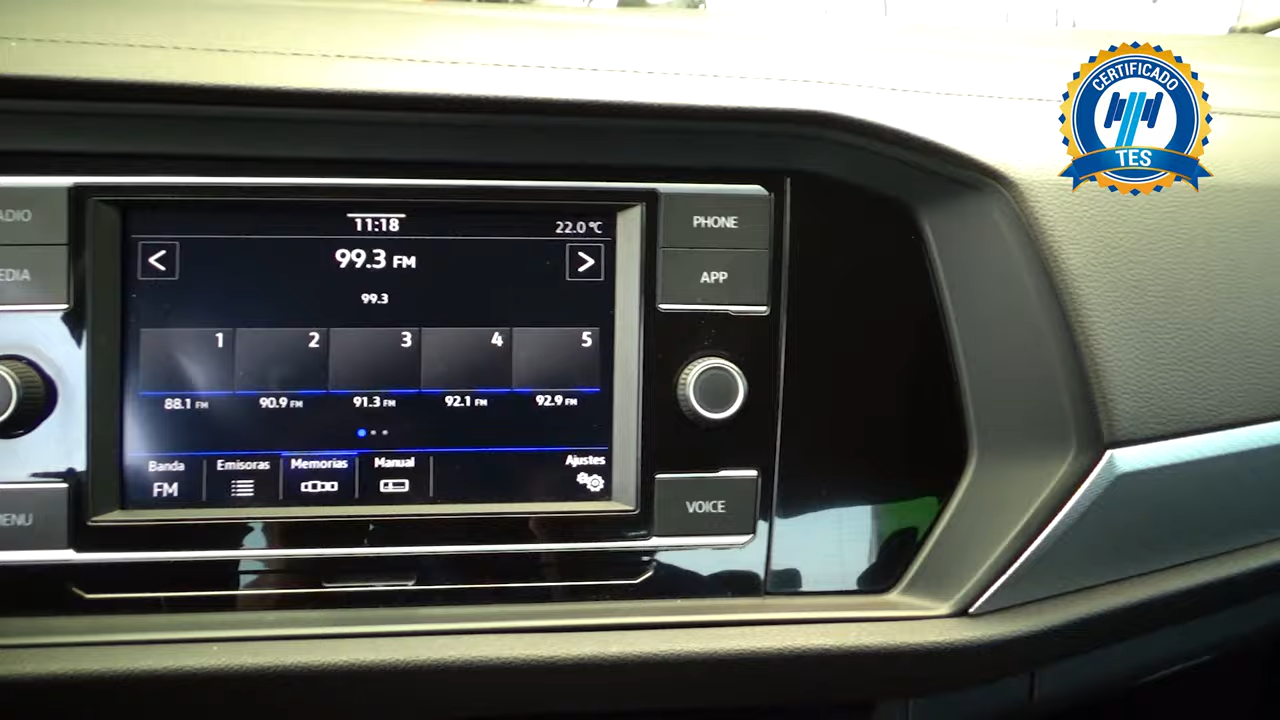 CERTIFICADO
TES
11:18
22.0 °C
< 99.3 FM >
99.3
1 2 3 4 5
88.1 FM 90.9 FM 91.3 FM 92.1 FM 92.9 FM
Banda Emisoras Memorias Manual Ajustes
FM
ADIO
EDIA
MENU
PHONE
APP
VOICE